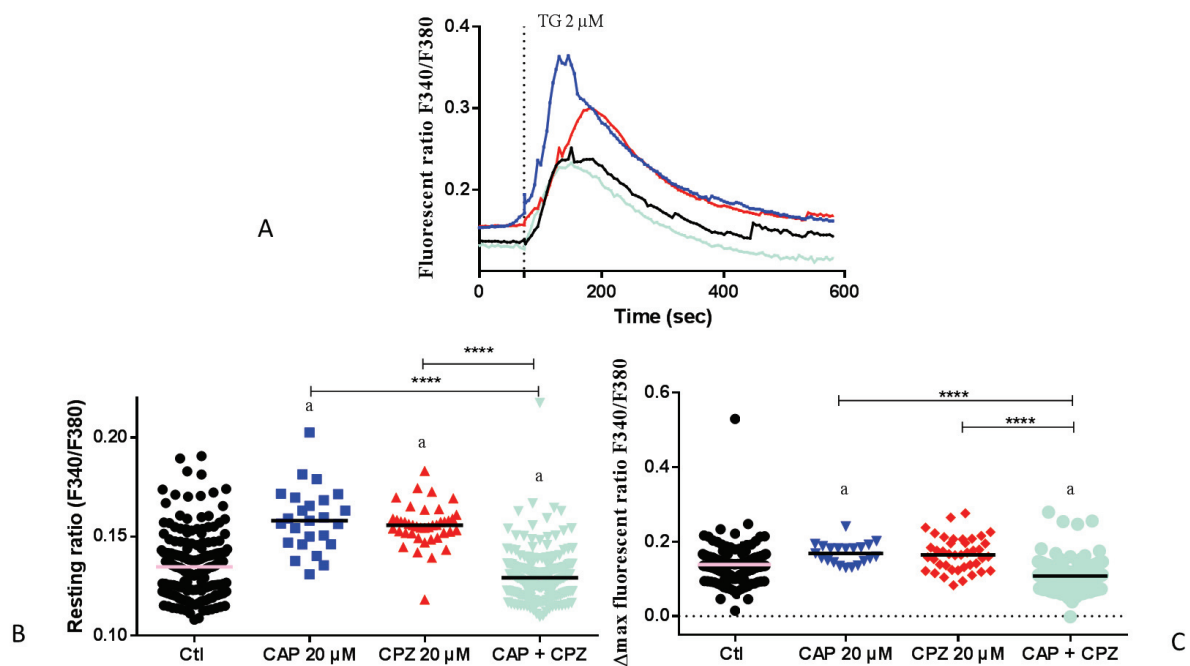 TG 2 µM
Fluorescent ratio F340/F380
0.4
0.3
0.2
0
200
400
600
Time (sec)
A
Resting ratio (F340/F380)
0.20
0.15
0.10
****
****
a
a
a
Ctl
CAP 20 µM
CPZ 20 µM
CAP + CPZ
B
Δmax fluorescent ratio F340/F380
0.6
0.4
0.2
0.0
****
****
a
a
Ctl
CAP 20 µM
CPZ 20 µM
CAP + CPZ
C